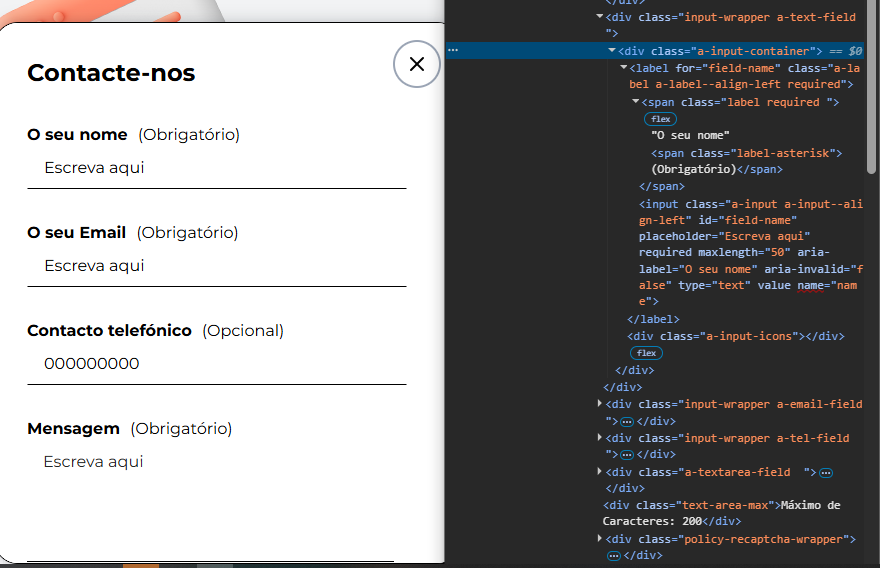 Contacte-nos
O seu nome (Obrigatório)
Escreva aqui
O seu Email (Obrigatório)
Escreva aqui
Contacto telefónico (Opcional)
000000000
Mensagem (Obrigatório)
Escreva aqui
</div>
<div class="input-wrapper a-text-field
">
<div class="a-input-container"> == $0
<label for="field-name" class="a-la
bel a-label--align-left required">
<span class="label required ">
flex
"O seu nome"
<span class="label-asterisk">
(Obrigatório)</span>
</span>
<input class="a-input a-input--ali
gn-left" id="field-name"
placeholder="Escreva aqui"
required maxlength="50" aria-
label="O seu nome" aria-invalid="f
alse" type="text" value name="nam
e">
</label>
<div class="a-input-icons"></div>
flex
</div>
</div>
<div class="input-wrapper a-email-field
">…</div>
<div class="input-wrapper a-tel-field
">…</div>
<div class="a-textarea-field ">…
</div>
<div class="text-area-max">Máximo de
Caracteres: 200</div>
<div class="policy-recaptcha-wrapper">
…</div>